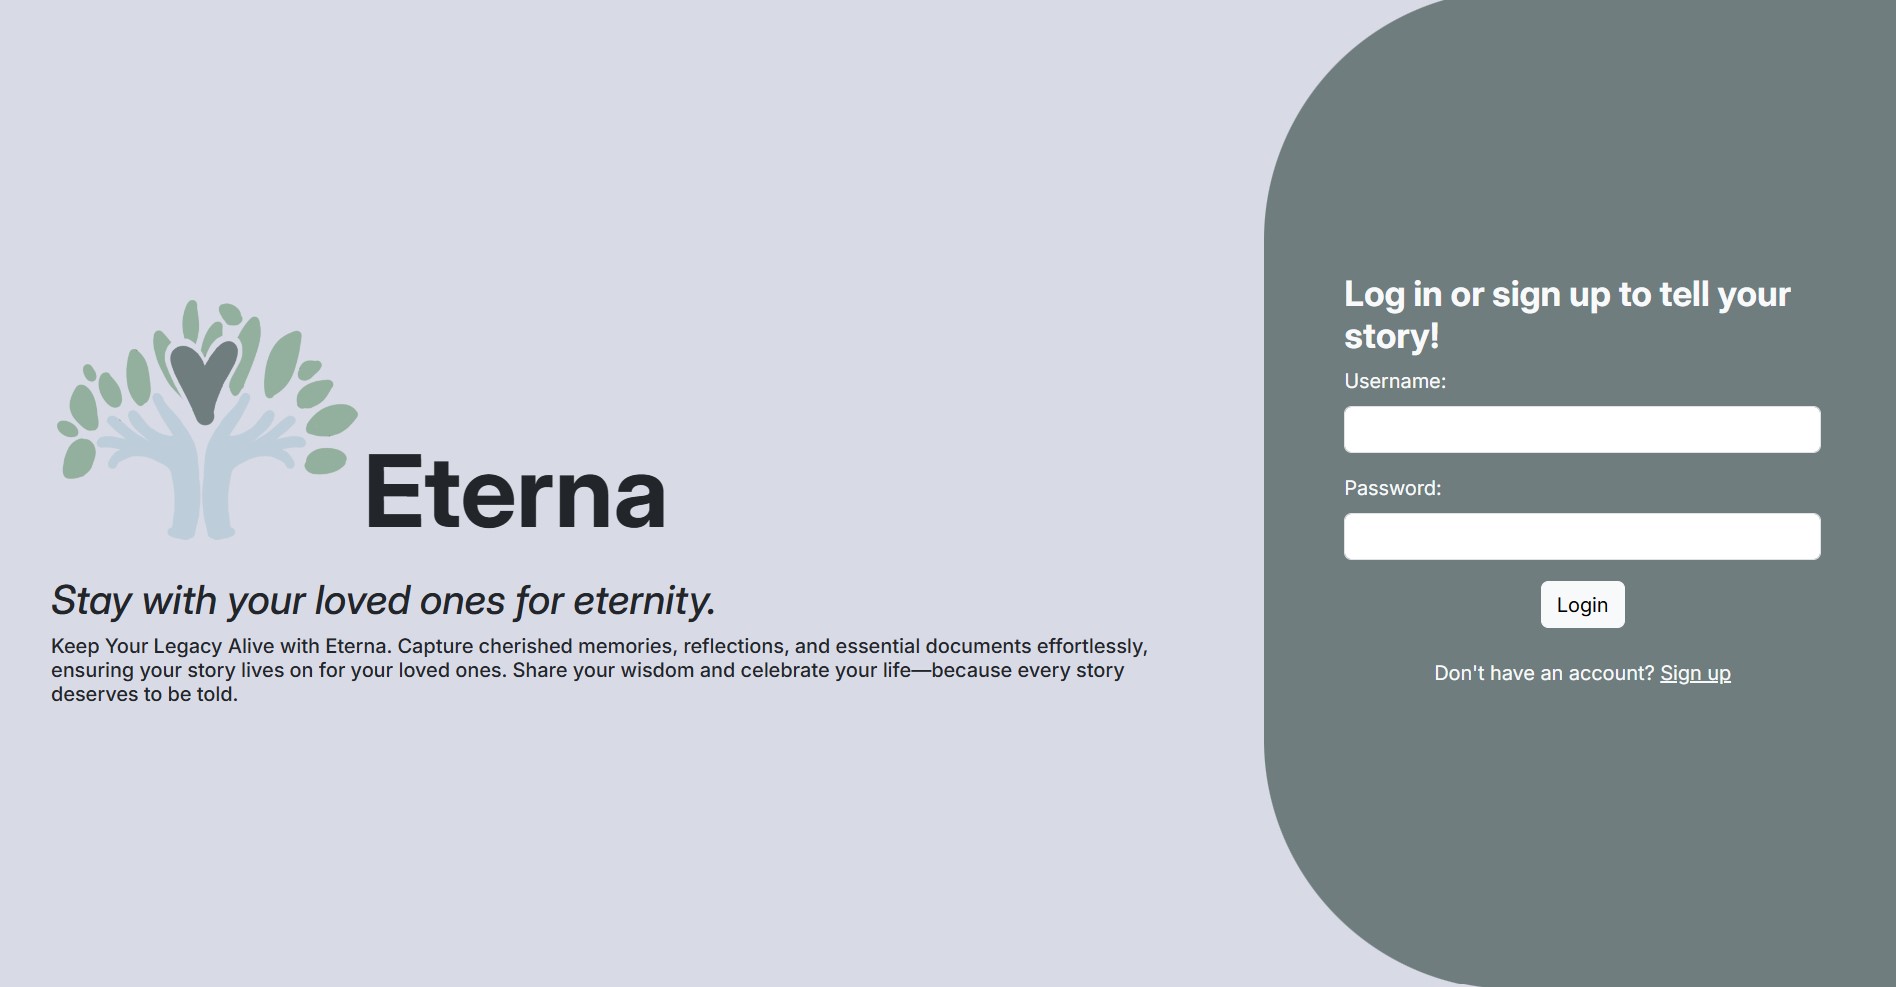 Eterna
Stay with your loved ones for eternity.
Keep Your Legacy Alive with Eterna. Capture cherished memories, reflections, and essential documents effortlessly,
ensuring your story lives on for your loved ones. Share your wisdom and celebrate your life—because every story
deserves to be told.
Log in or sign up to tell your
story!
Username:
Password:
Login
Don't have an account? Sign up